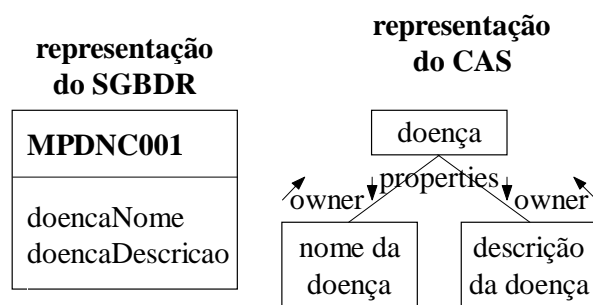 representação
do SGBDR
MPDNC001
doencaNome
doencaDescricao
representação
do CAS
doença
properties
owner
owner
nome da
doença
descrição
da doença